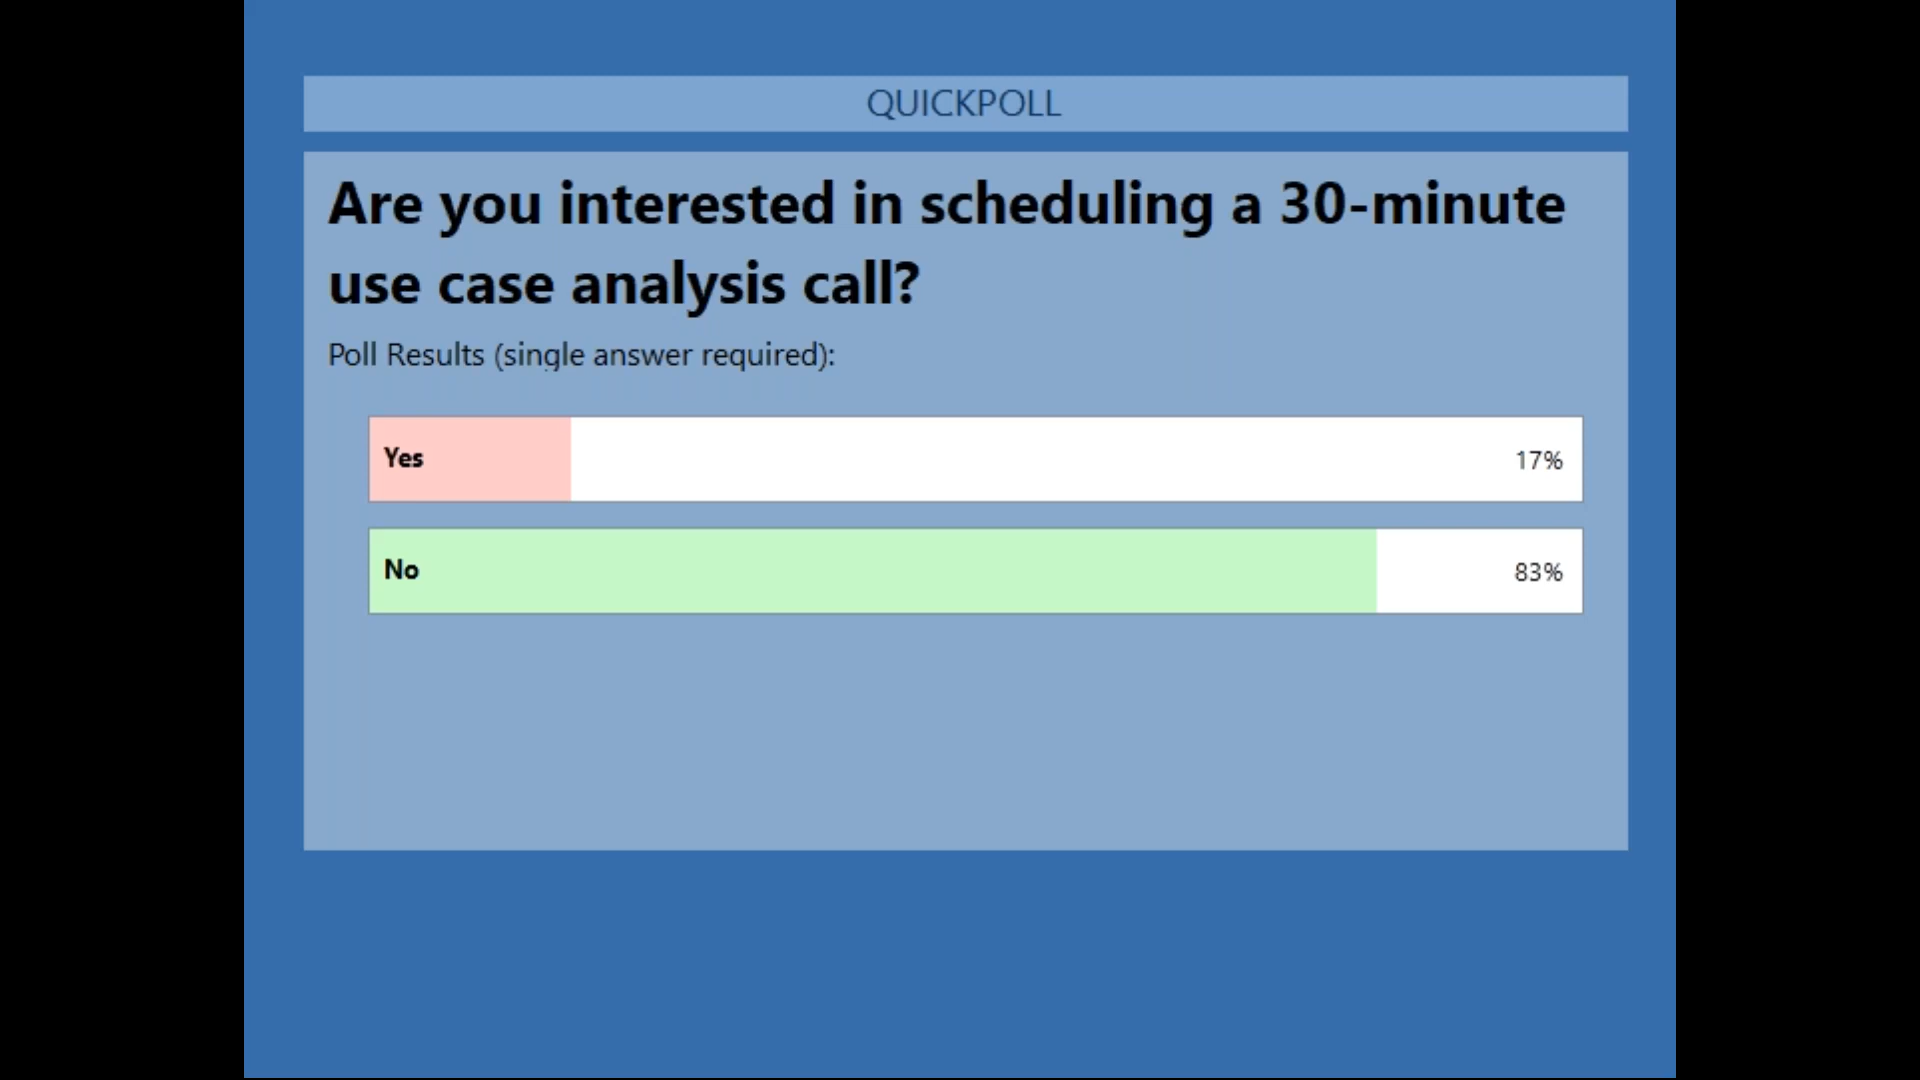 QUICKPOLL
Are you interested in scheduling a 30-minute
use case analysis call?
Poll Results (single answer required):
Yes 17%
No 83%